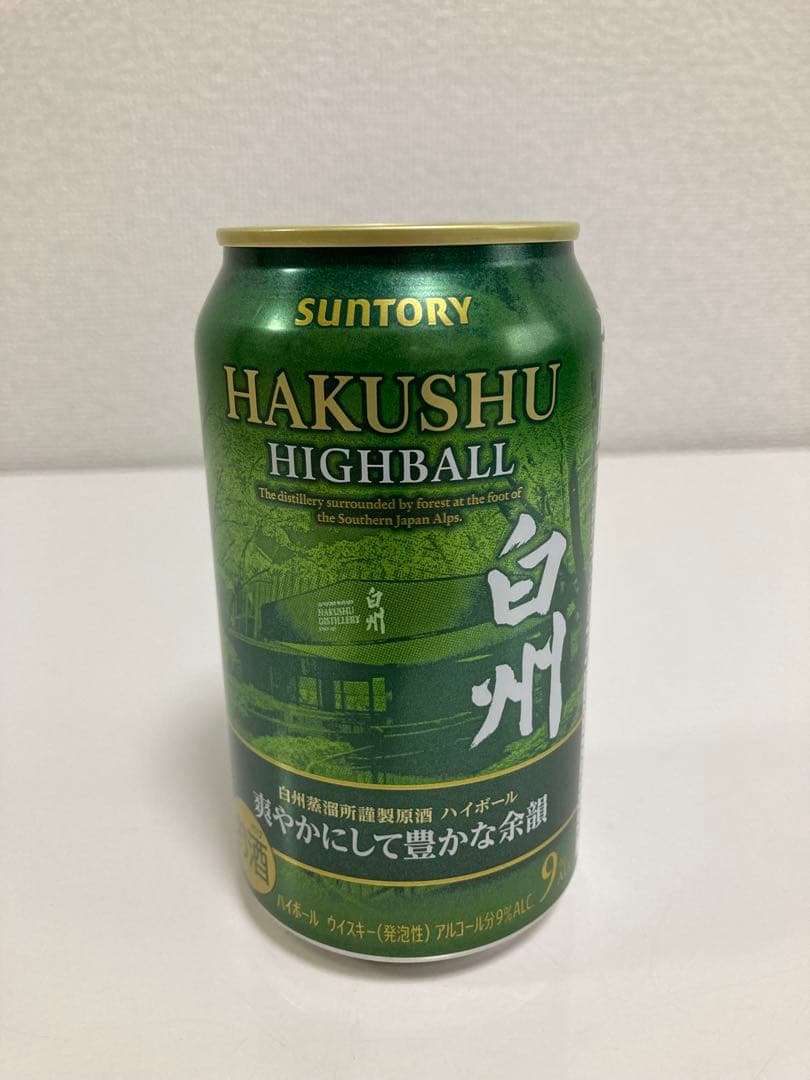 SUNTORY
HAKUSHU
HIGHBALL
The distillery surrounded by forest at the foot of
the Southern Japan Alps.
白州
HAKUSHU
DISTILLERY
白州
白州蒸溜所謹製原酒 ハイボール
爽やかにして豊かな余韻
酒
9%
ハイボール ウイスキー(発泡性) アルコール分9%ALC.